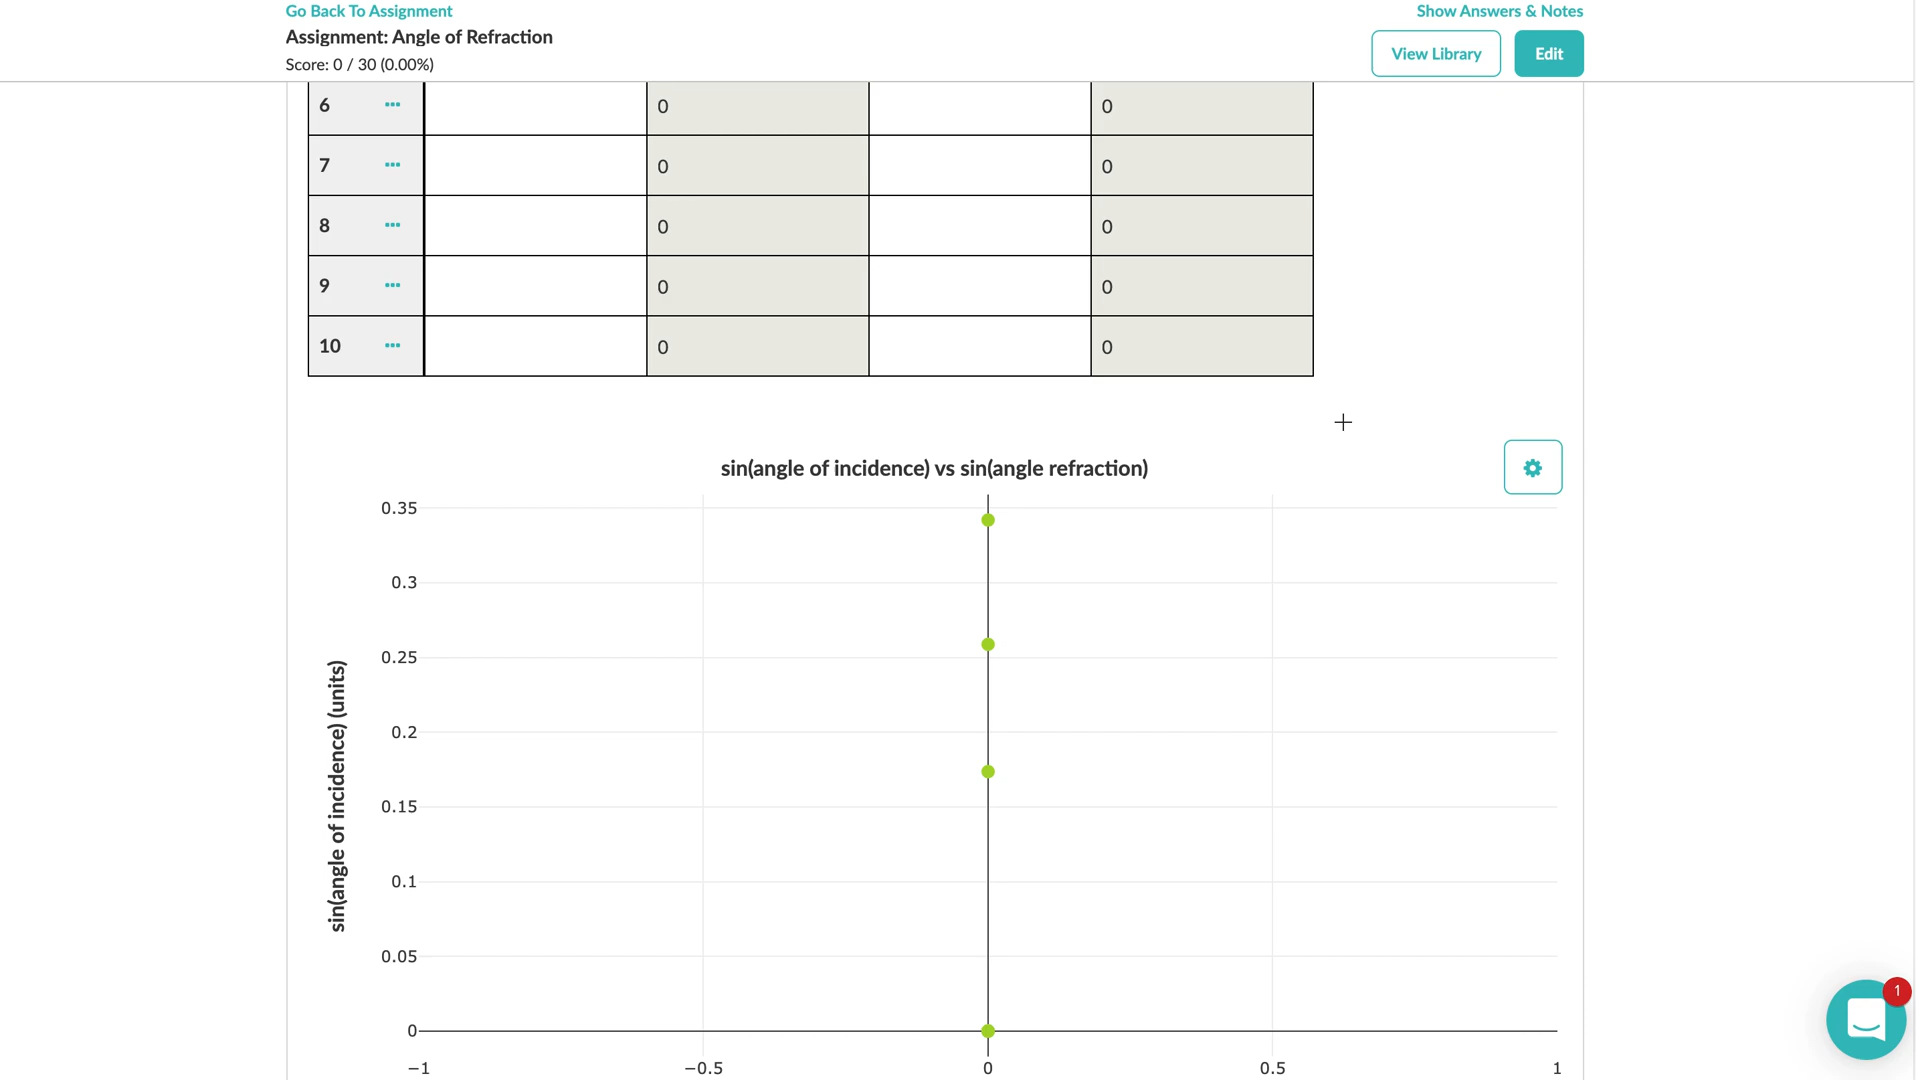 Go Back To Assignment
Show Answers & Notes
Assignment: Angle of Refraction
Score: 0 / 30 (0.00%)
View Library
Edit
6 ••• 0 0
7 ••• 0 0
8 ••• 0 0
9 ••• 0 0
10 ••• 0 0
sin(angle of incidence) vs sin(angle refraction)
sin(angle of incidence) (units)
0.35
0.3
0.25
0.2
0.15
0.1
0.05
0
−1 −0.5 0 0.5 1
1